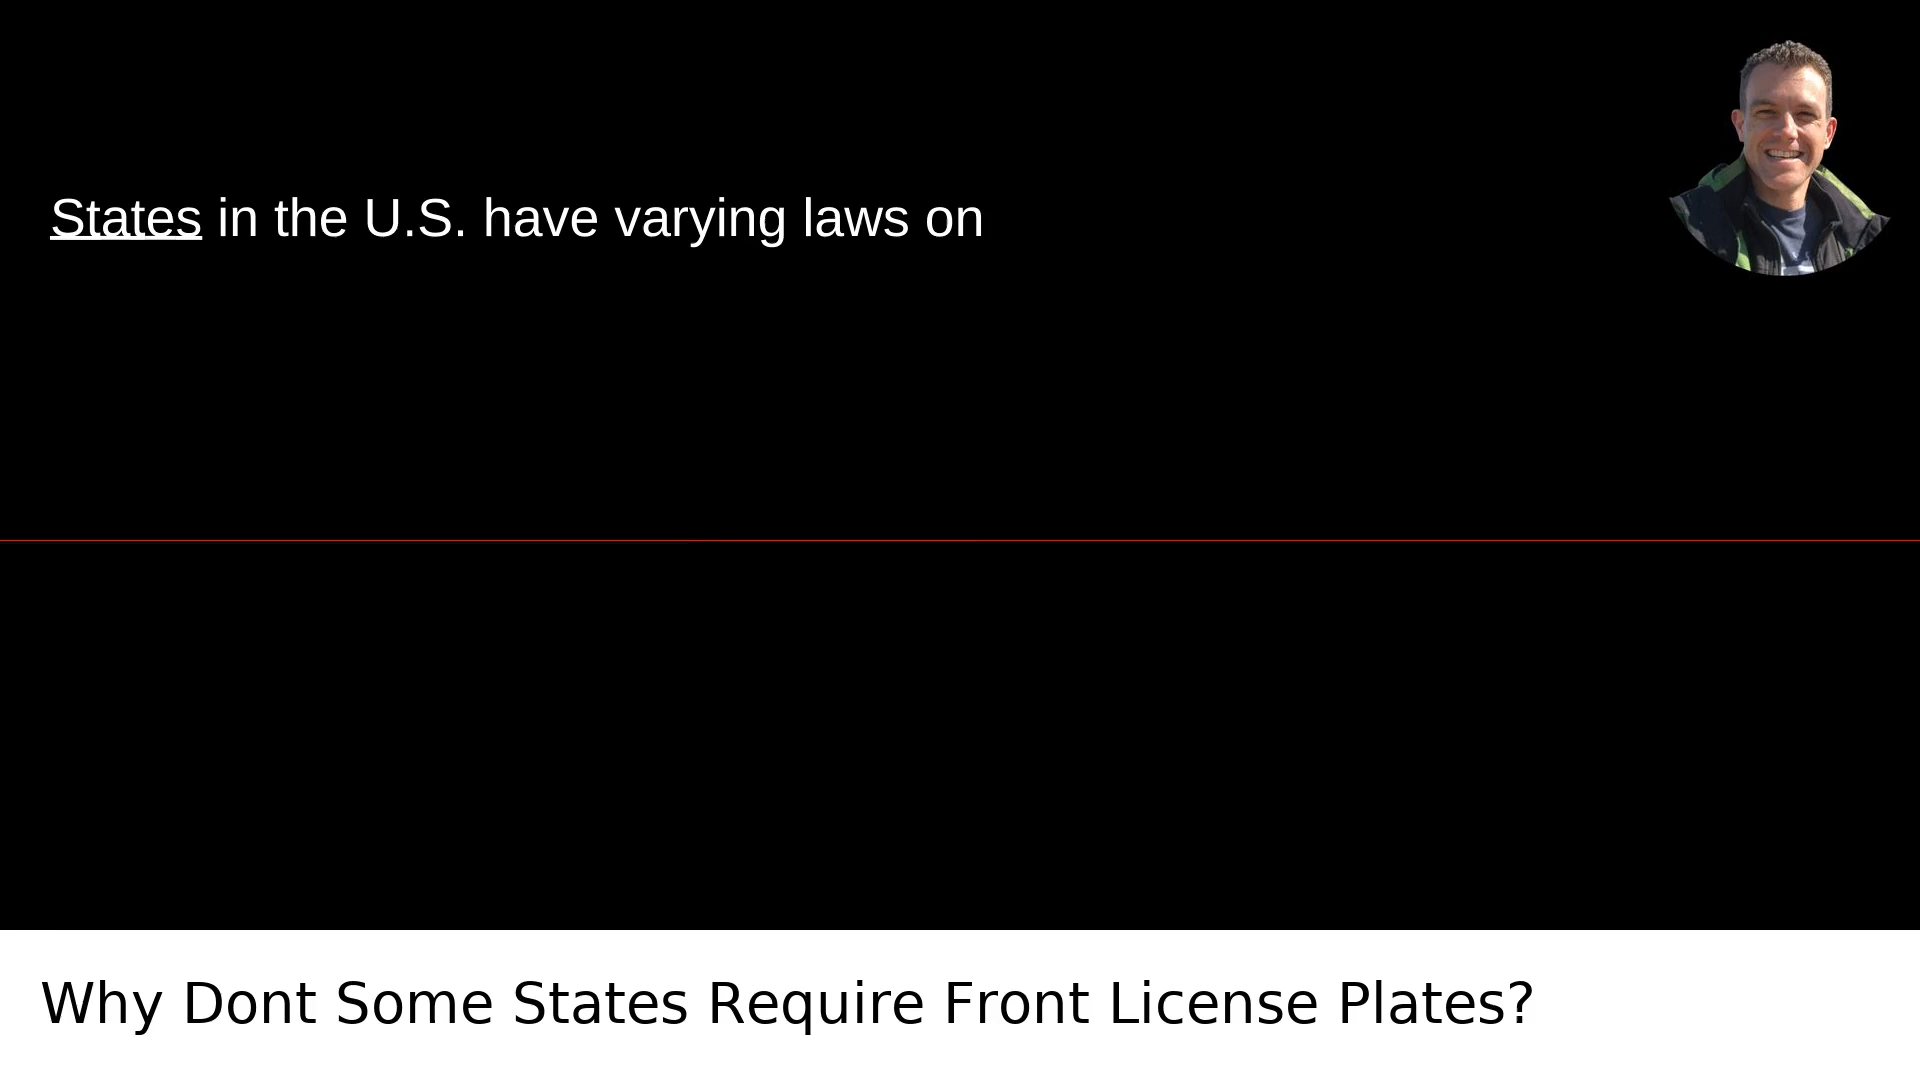 States in the U.S. have varying laws on
Why Dont Some States Require Front License Plates?